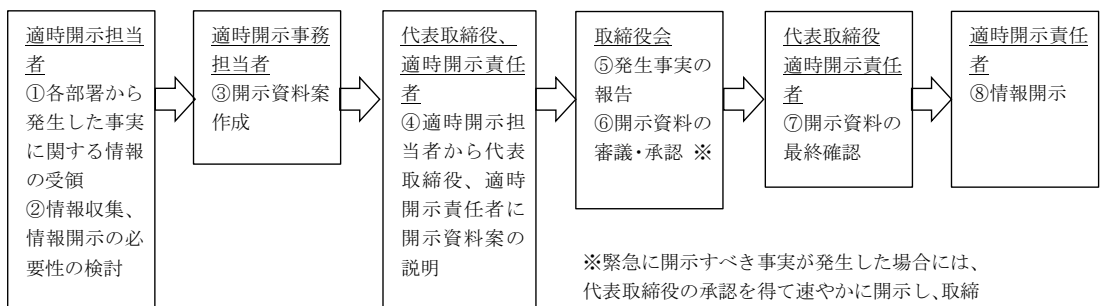 適時開示担当
者
①各部署から
発生した事実
に関する情報
の受領
②情報収集、
情報開示の必
要性の検討
適時開示事務
担当者
③開示資料案
作成
代表取締役、
適時開示責任
者
④適時開示担
当者から代表
取締役、適時
開示責任者に
開示資料案の
説明
取締役会
⑤発生事実の
報告
⑥開示資料の
審議・承認 ※
代表取締役
適時開示責任
者
⑦開示資料の
最終確認
適時開示責任
者
⑧情報開示
※緊急に開示すべき事実が発生した場合には、
代表取締役の承認を得て速やかに開示し、取締